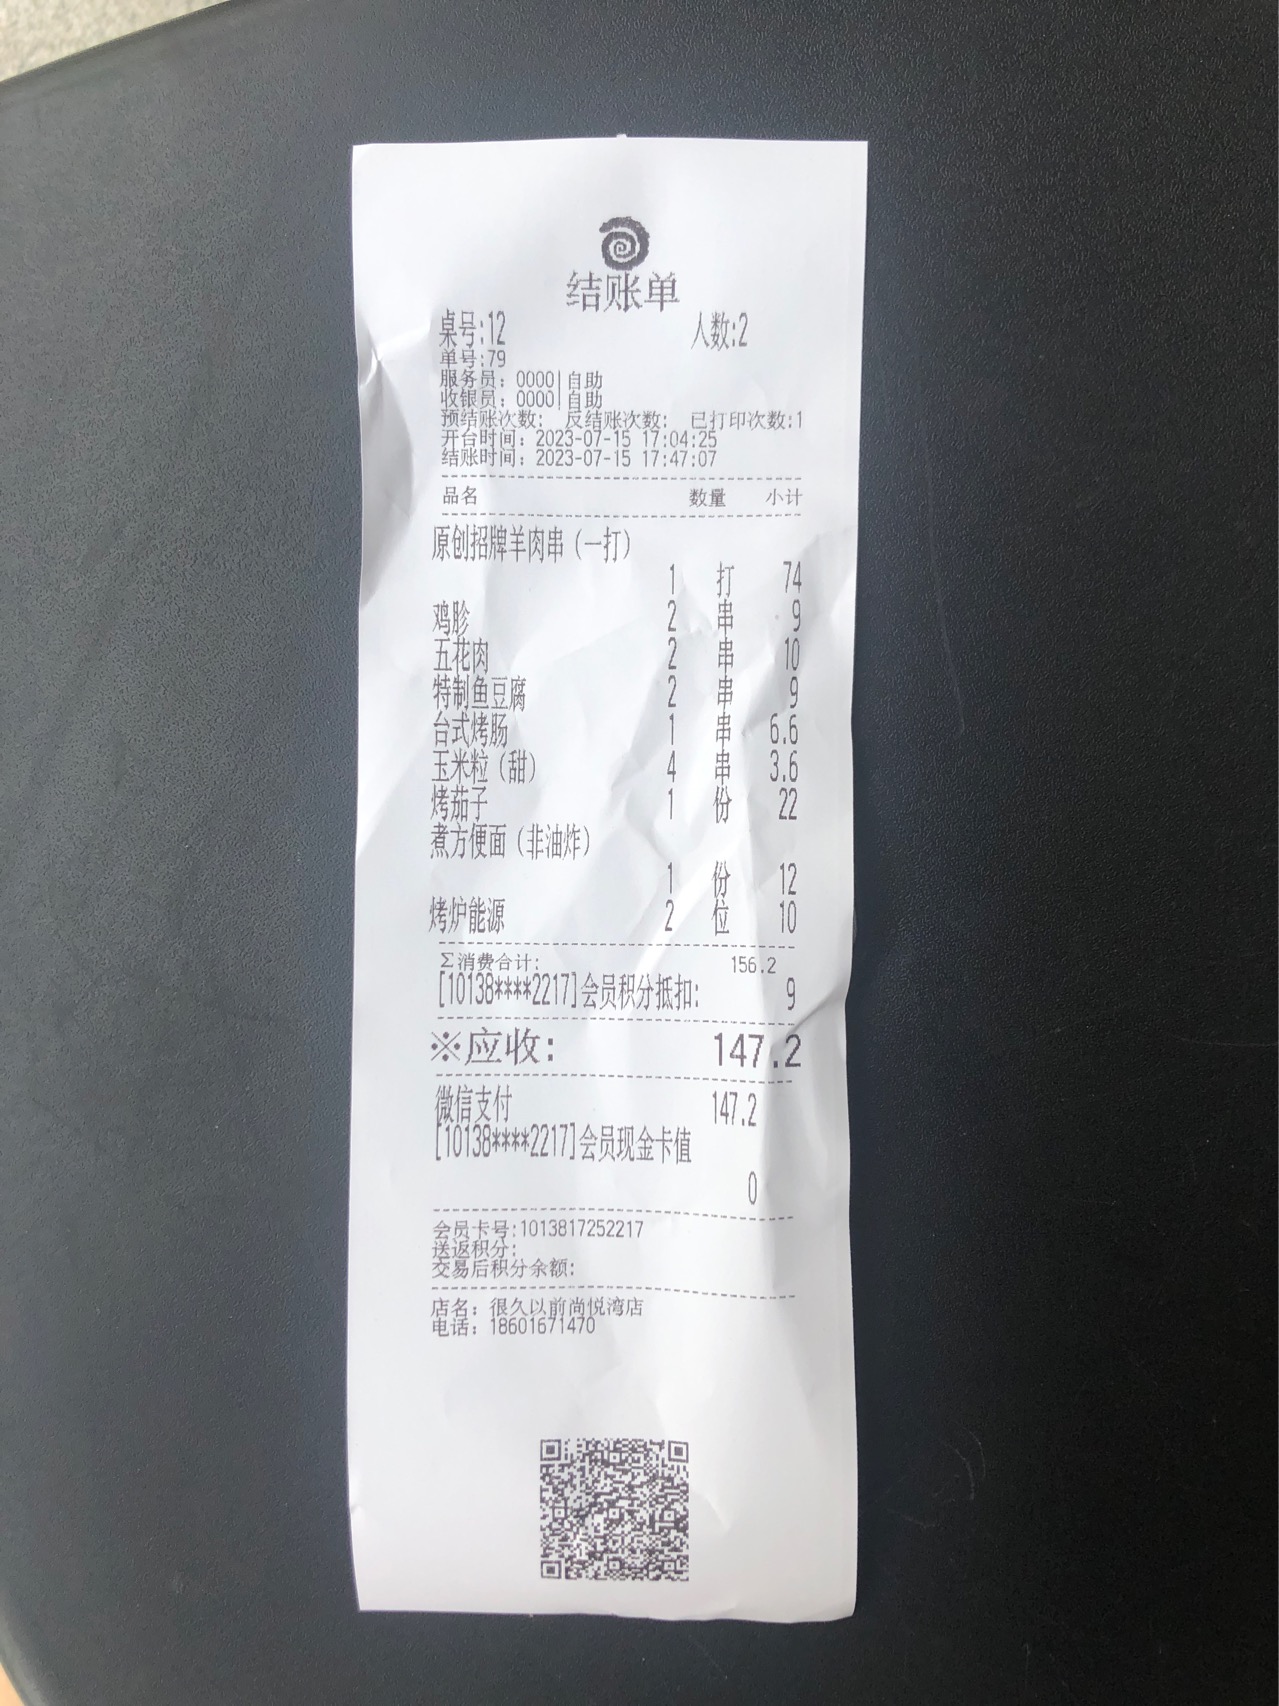 结账单
桌号:12 人数:2
单号:79
服务员: 0000|自助
收银员: 0000|自助
预结账次数: 反结账次数: 已打印次数:1
开台时间: 2023-07-15 17:04:25
结账时间: 2023-07-15 17:47:07
品名 数量 小计
原创招牌羊肉串(一打)
1 打 74
鸡胗 2 串 9
五花肉 2 串 10
特制鱼豆腐 2 串 9
台式烤肠 1 串 6.6
玉米粒(甜) 4 串 3.6
烤茄子 1 份 22
煮方便面(非油炸)
1 份 12
烤炉能源 2 位 10
Σ消费合计: 156.2
[10138****2217]会员积分抵扣: 9
※应收: 147.2
微信支付 147.2
[10138****2217]会员现金卡值
0
会员卡号:1013817252217
送返积分:
交易后积分余额:
店名: 很久以前尚悦湾店
电话: 18601671470